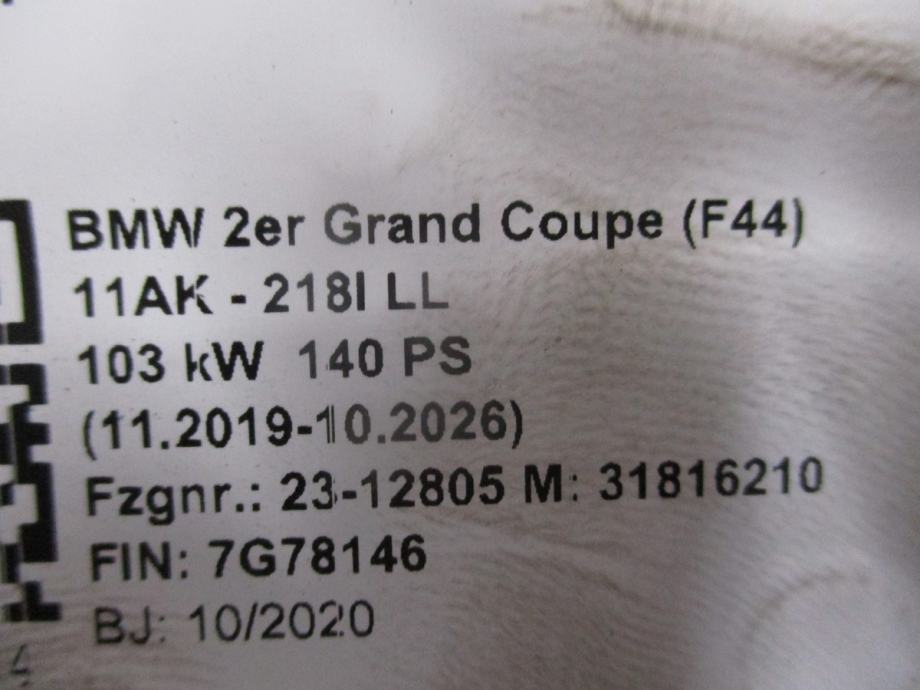 BMW 2er Grand Coupe (F44)
11AK - 218I LL
103 kW 140 PS
(11.2019-10.2026)
Fzgnr.: 23-12805 M: 31816210
FIN: 7G78146
BJ: 10/2020